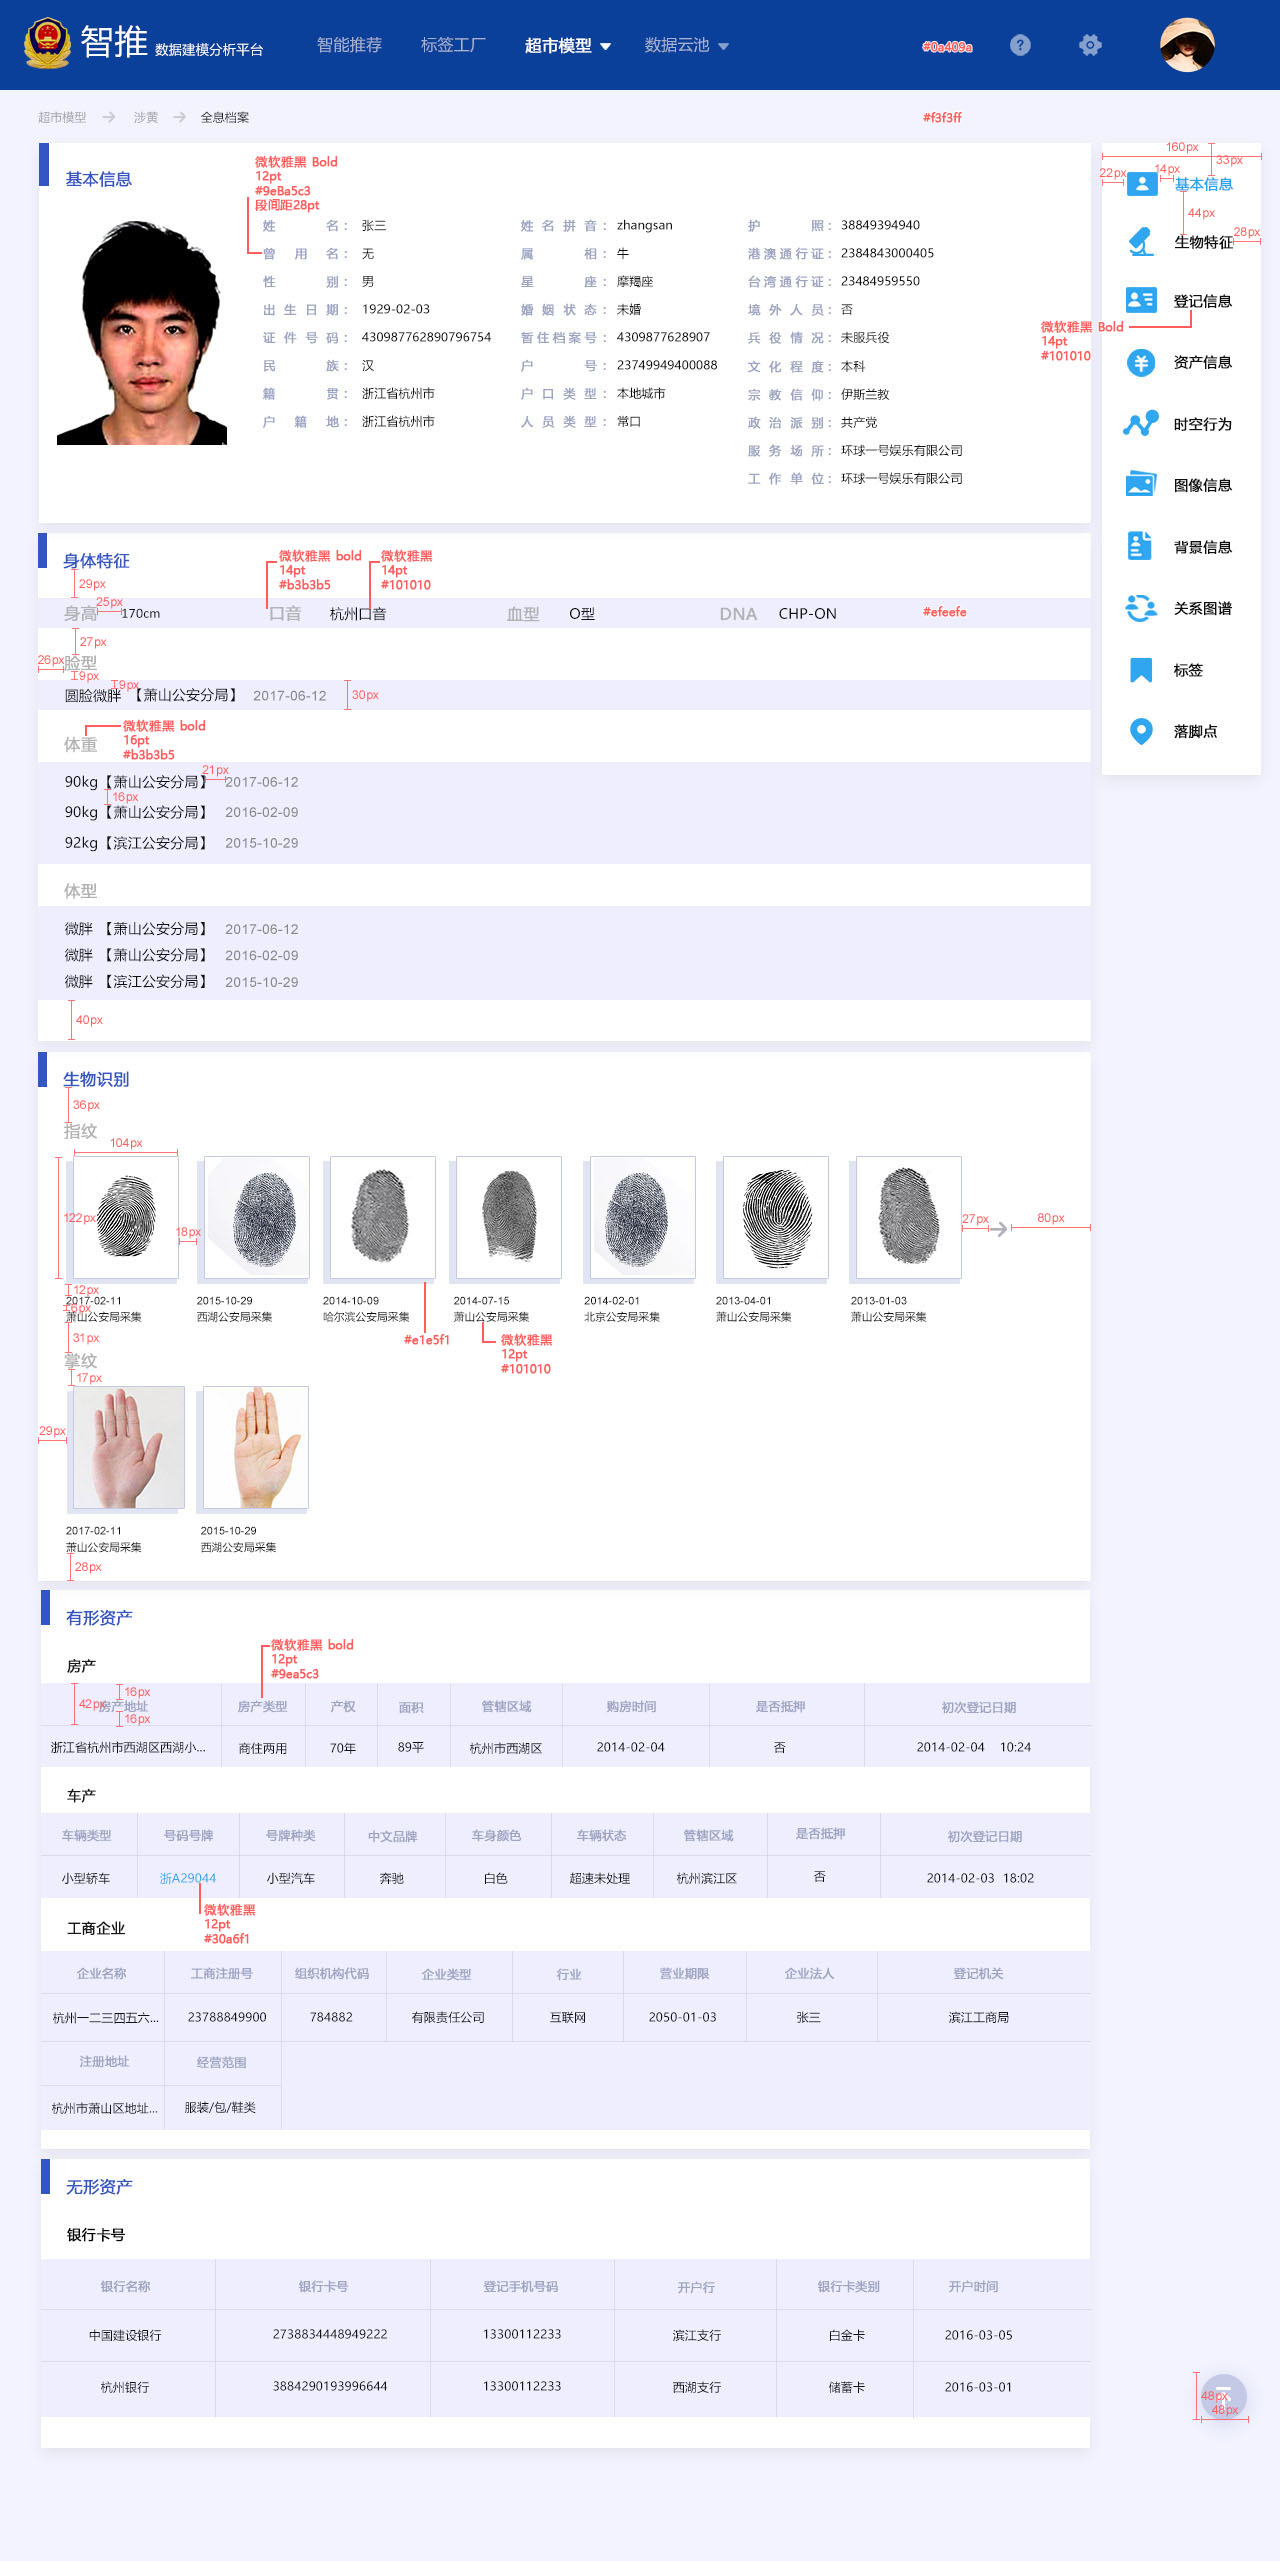 智推 数据建模分析平台 智能推荐 标签工厂 超市模型 数据云池 #0a409a ?
超市模型 → 涉黄 → 全息档案 #f3f3ff
基本信息
微软雅黑 Bold
12pt
#9eBa5c3
段间距28pt
姓名： 张三 姓名拼音： zhangsan 护照： 38849394940
曾用名： 无 属相： 牛 港澳通行证： 2384843000405
性别： 男 星座： 摩羯座 台湾通行证： 23484959550
出生日期： 1929-02-03 婚姻状态： 未婚 境外人员： 否
证件号码： 430987762890796754 暂住档案号： 4309877628907 兵役情况： 未服兵役
民族： 汉 户号： 23749949400088 文化程度： 本科
籍贯： 浙江省杭州市 户口类型： 本地城市 宗教信仰： 伊斯兰教
户籍地： 浙江省杭州市 人员类型： 常口 政治派别： 共产党
服务场所： 环球一号娱乐有限公司
工作单位： 环球一号娱乐有限公司
160px
33px
22px 14px
基本信息
44px
28px
生物特征
登记信息
微软雅黑 Bold
14pt
#101010
资产信息
时空行为
图像信息
背景信息
关系图谱
标签
落脚点
身体特征
微软雅黑 bold
14pt
#b3b3b5
微软雅黑
14pt
#101010
29px
25px
身高 170cm 口音 杭州口音 血型 O型 DNA CHP-ON #efeefe
27px
26px
脸型
9px
9px
圆脸微胖 【萧山公安分局】 2017-06-12 30px
微软雅黑 bold
16pt
#b3b3b5
体重
21px
90kg【萧山公安分局】 2017-06-12
16px
90kg【萧山公安分局】 2016-02-09
92kg【滨江公安分局】 2015-10-29
体型
微胖 【萧山公安分局】 2017-06-12
微胖 【萧山公安分局】 2016-02-09
微胖 【滨江公安分局】 2015-10-29
40px
生物识别
36px
指纹
104px
122px 18px 27px 80px
12px
2017-02-11 2015-10-29 2014-10-09 2014-07-15 2014-02-01 2013-04-01 2013-01-03
6px
萧山公安局采集 西湖公安局采集 哈尔滨公安局采集 萧山公安局采集 北京公安局采集 萧山公安局采集 萧山公安局采集
31px
#e1e5f1
微软雅黑
12pt
#101010
掌纹
17px
29px
2017-02-11 2015-10-29
萧山公安局采集 西湖公安局采集
28px
有形资产
微软雅黑 bold
12pt
#9ea5c3
房产
42px 16px
16px
房产地址 房产类型 产权 面积 管辖区域 购房时间 是否抵押 初次登记日期
浙江省杭州市西湖区西湖小... 商住两用 70年 89平 杭州市西湖区 2014-02-04 否 2014-02-04 10:24
车产
车辆类型 号码号牌 号牌种类 中文品牌 车身颜色 车辆状态 管辖区域 是否抵押 初次登记日期
小型轿车 浙A29044 小型汽车 奔驰 白色 超速未处理 杭州滨江区 否 2014-02-03 18:02
微软雅黑
12pt
#30a6f1
工商企业
企业名称 工商注册号 组织机构代码 企业类型 行业 营业期限 企业法人 登记机关
杭州一二三四五六... 23788849900 784882 有限责任公司 互联网 2050-01-03 张三 滨江工商局
注册地址 经营范围
杭州市萧山区地址... 服装/包/鞋类
无形资产
银行卡号
银行名称 银行卡号 登记手机号码 开户行 银行卡类别 开户时间
中国建设银行 2738834448949222 13300112233 滨江支行 白金卡 2016-03-05
杭州银行 3884290193996644 13300112233 西湖支行 储蓄卡 2016-03-01
48px
48px